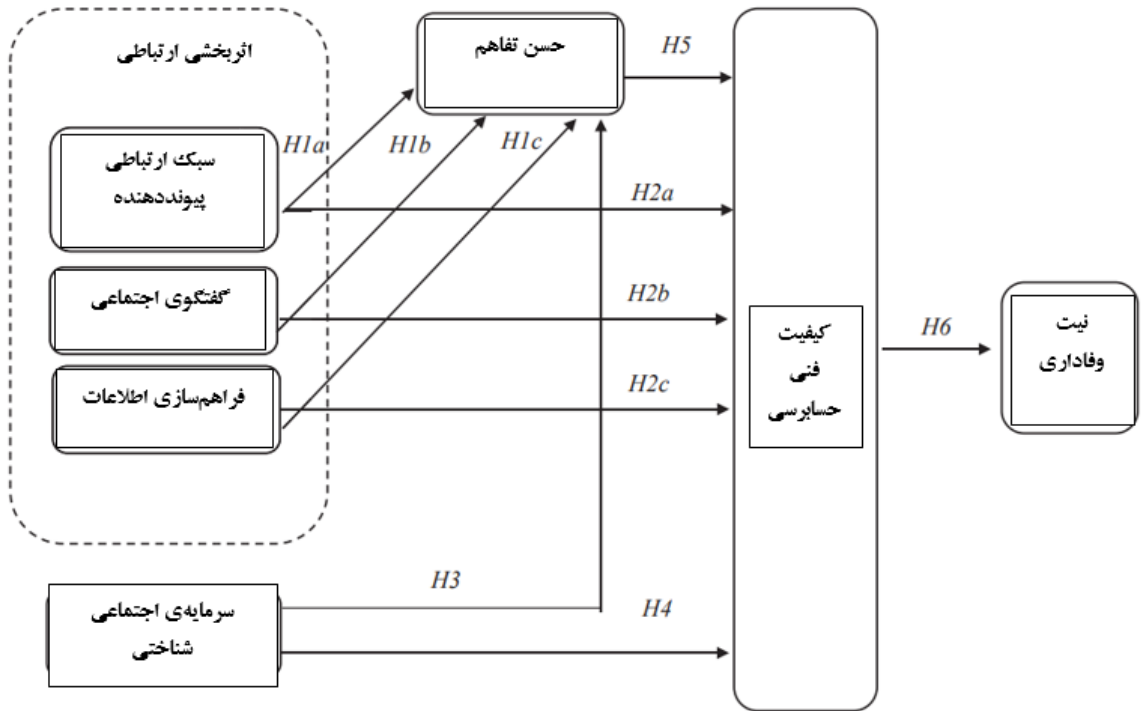 اثربخشی ارتباطی
حسن تفاهم
H5
سبک ارتباطی
پیونددهنده
H1a
H1b
H1c
H2a
گفتگوی اجتماعی
H2b
فراهم‌سازی اطلاعات
H2c
کیفیت
فنی
حسابرسی
H6
نیت
وفاداری
سرمایه‌ی اجتماعی
شناختی
H3
H4